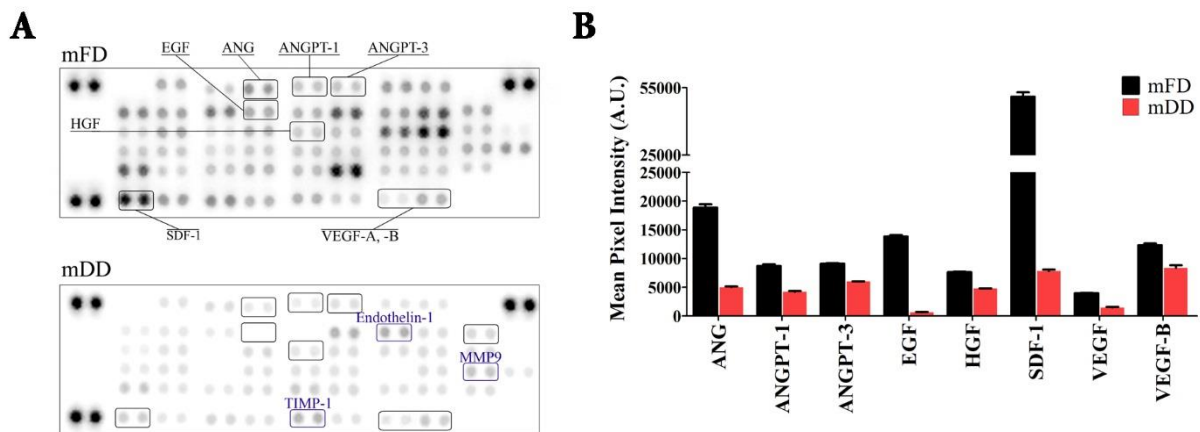 A
mFD
EGF
ANG
ANGPT-1
ANGPT-3
HGF
SDF-1
VEGF-A, -B
mDD
Endothelin-1
MMP9
TIMP-1
B
Mean Pixel Intensity (A.U.)
55000
25000
20000
15000
10000
5000
0
mFD
mDD
ANG
ANGPT-1
ANGPT-3
EGF
HGF
SDF-1
VEGF
VEGF-B